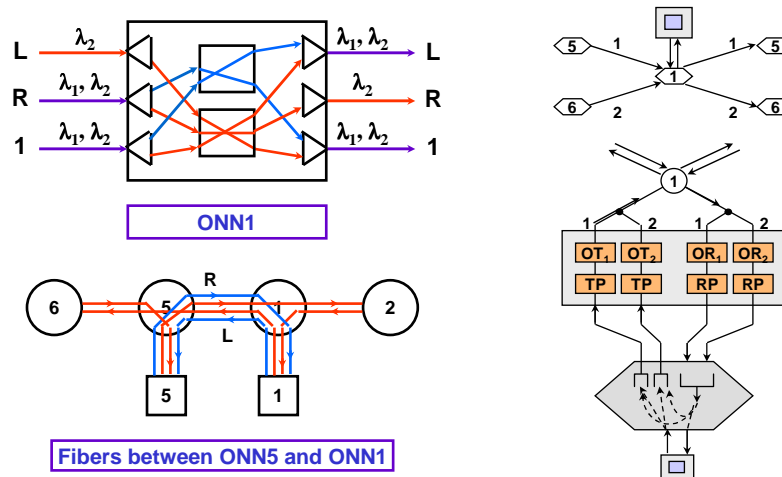 L λ₂ λ₁, λ₂ L
R λ₁, λ₂ λ₂ R
1 λ₁, λ₂ λ₁, λ₂ 1
ONN1
R
6 5 1 2
L
5 1
Fibers between ONN5 and ONN1
5 1 1 5
1
6 2 2 6
1
1 2 1 2
OT₁ OT₂ OR₁ OR₂
TP TP RP RP